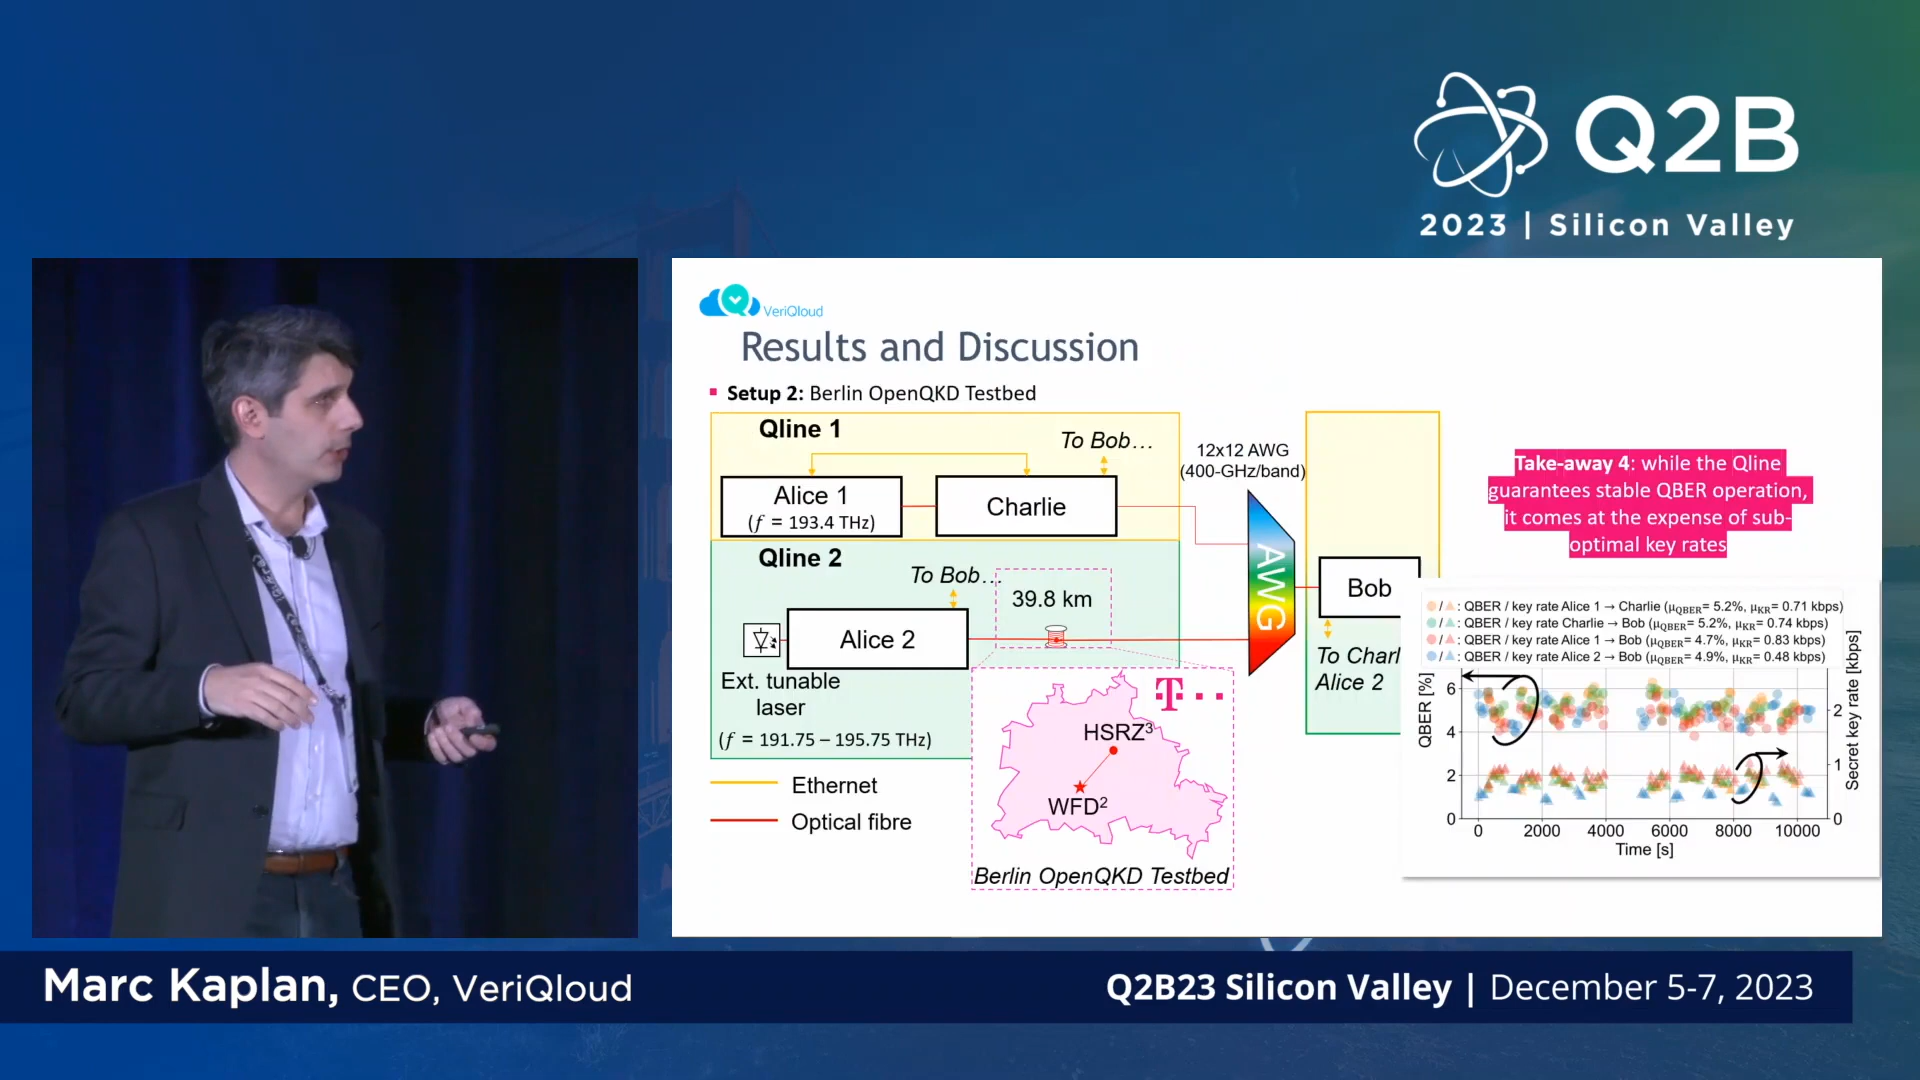 Q2B
2023 | Silicon Valley
VeriQloud
Results and Discussion
Setup 2: Berlin OpenQKD Testbed
Qline 1
To Bob…
Alice 1
(f = 193.4 THz)
Charlie
12x12 AWG
(400-GHz/band)
AWG
Qline 2
To Bob…
39.8 km
Alice 2
Ext. tunable
laser
(f = 191.75 – 195.75 THz)
Bob
To Charl
Alice 2
Ethernet
Optical fibre
T
HSRZ3
WFD2
Berlin OpenQKD Testbed
Take-away 4: while the Qline
guarantees stable QBER operation,
it comes at the expense of sub-
optimal key rates
/ : QBER / key rate Alice 1 → Charlie (μQBER= 5.2%, μKR= 0.71 kbps)
/ : QBER / key rate Charlie → Bob (μQBER= 5.2%, μKR= 0.74 kbps)
/ : QBER / key rate Alice 1 → Bob (μQBER= 4.7%, μKR= 0.83 kbps)
/ : QBER / key rate Alice 2 → Bob (μQBER= 4.9%, μKR= 0.48 kbps)
QBER [%]
6
4
2
0
Secret key rate [kbps]
2
1
0
0 2000 4000 6000 8000 10000
Time [s]
Marc Kaplan, CEO, VeriQloud
Q2B23 Silicon Valley | December 5-7, 2023